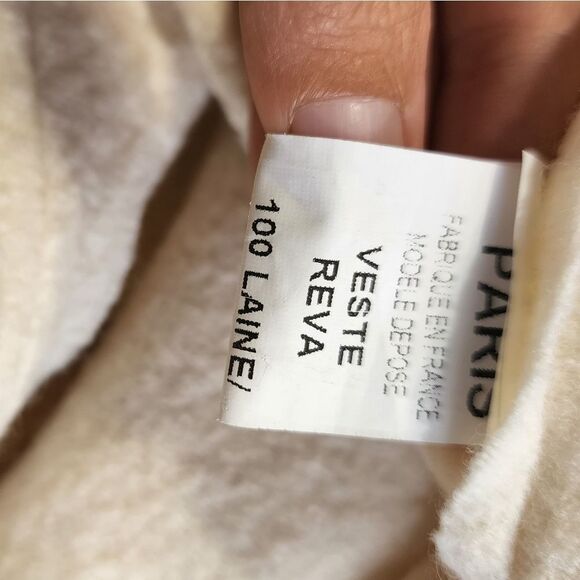 PARIS
FABRIQUE EN FRANCE
MODELE DEPOSE
VESTE
REVA
100 LAINE/